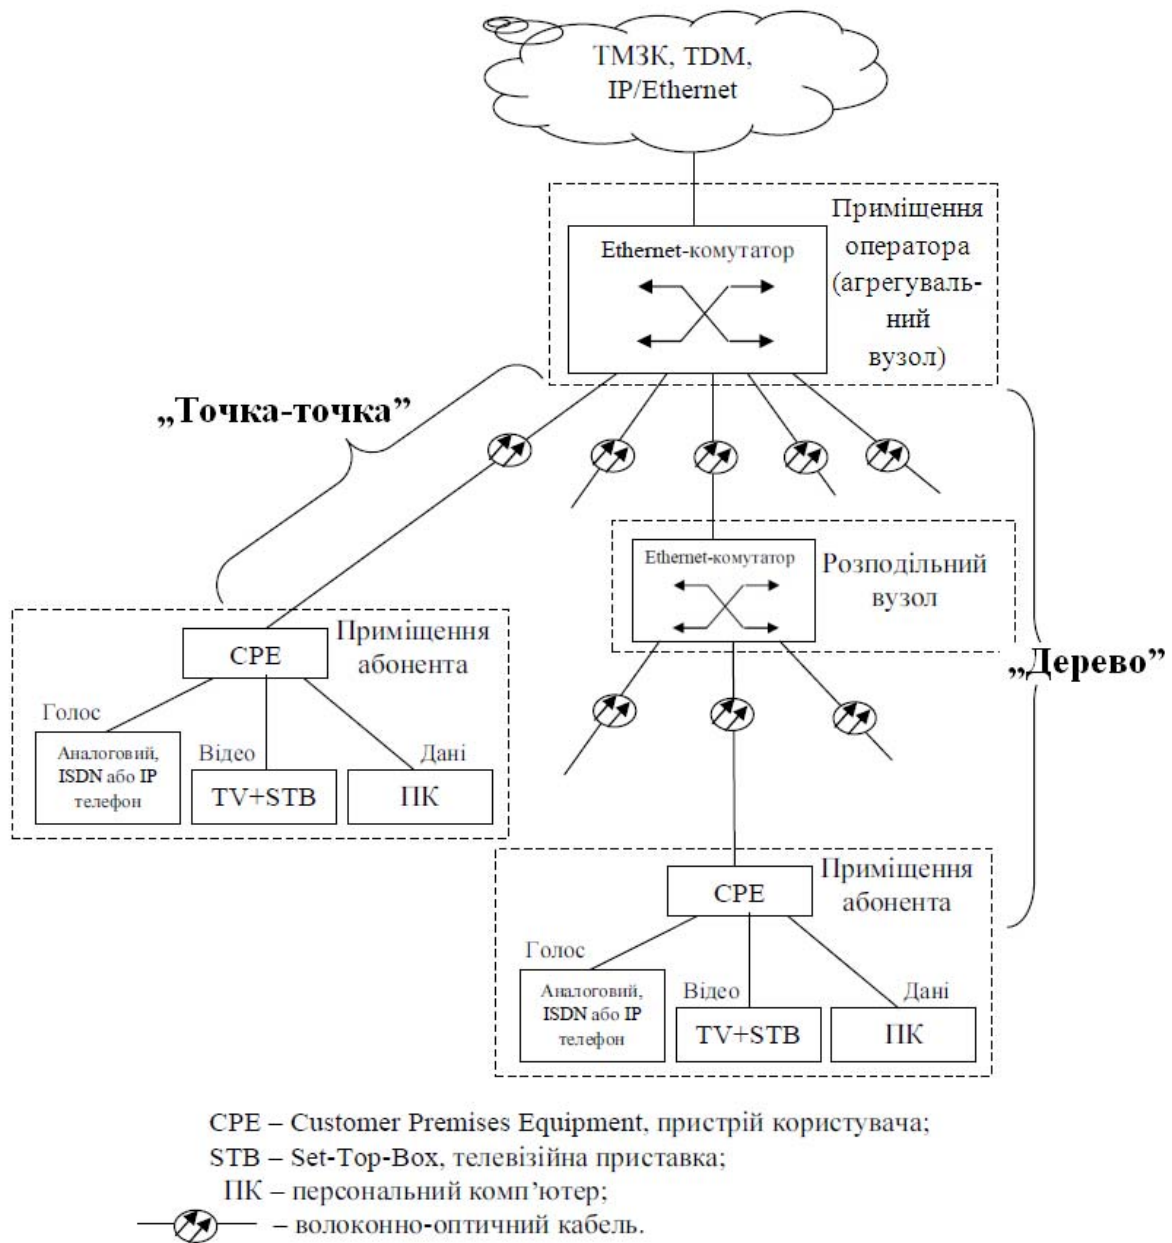 ТМЗК, TDM,
IP/Ethernet
Приміщення
оператора
(агрегуваль-
ний
вузол)
Ethernet-комутатор
„Точка-точка”
Ethernet-комутатор
Розподільний
вузол
„Дерево”
Приміщення
абонента
CPE
Голос
Відео
Дані
Аналоговий,
ISDN або IP
телефон
TV+STB
ПК
Приміщення
абонента
CPE
Голос
Відео
Дані
Аналоговий,
ISDN або IP
телефон
TV+STB
ПК
CPE – Customer Premises Equipment, пристрій користувача;
STB – Set-Top-Box, телевізійна приставка;
ПК – персональний комп’ютер;
– волоконно-оптичний кабель.